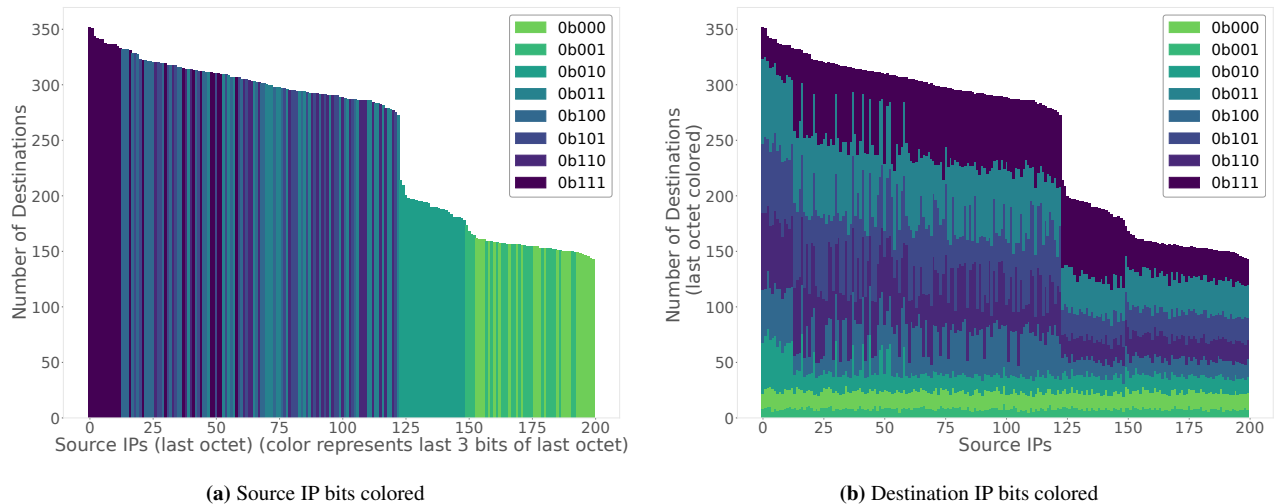 350
300
250
200
150
100
50
0
Number of Destinations
0b000
0b001
0b010
0b011
0b100
0b101
0b110
0b111
0 25 50 75 100 125 150 175 200
Source IPs (last octet) (color represents last 3 bits of last octet)
(a) Source IP bits colored
350
300
250
200
150
100
50
0
Number of Destinations
(last octet colored)
0b000
0b001
0b010
0b011
0b100
0b101
0b110
0b111
0 25 50 75 100 125 150 175 200
Source IPs
(b) Destination IP bits colored